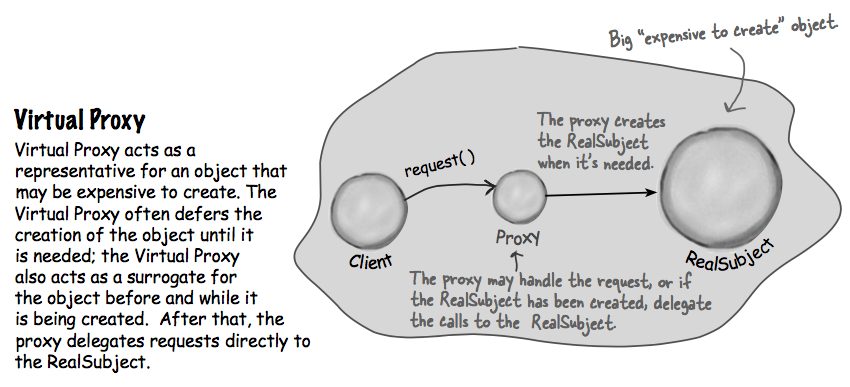 Big "expensive to create" object.
Virtual Proxy
Virtual Proxy acts as a
representative for an object that
may be expensive to create. The
Virtual Proxy often defers the
creation of the object until it
is needed; the Virtual Proxy
also acts as a surrogate for
the object before and while it
is being created. After that, the
proxy delegates requests directly to
the RealSubject.
The proxy creates
the RealSubject
when it's needed.
request()
Client
Proxy
RealSubject
The proxy may handle the request, or if
the RealSubject has been created, delegate
the calls to the RealSubject.